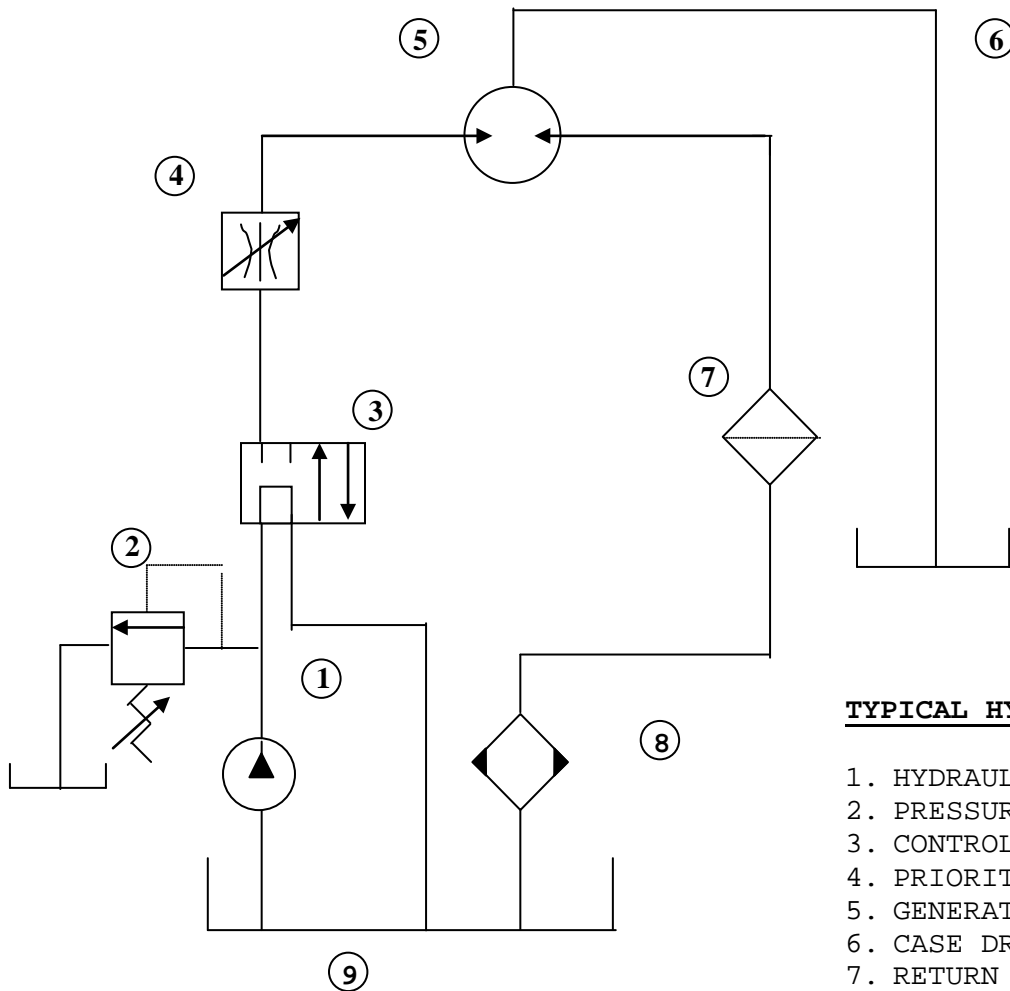 5
6
4
7
3
2
1
8
9
TYPICAL HY
1. HYDRAUL
2. PRESSUR
3. CONTROL
4. PRIORIT
5. GENERAT
6. CASE DR
7. RETURN